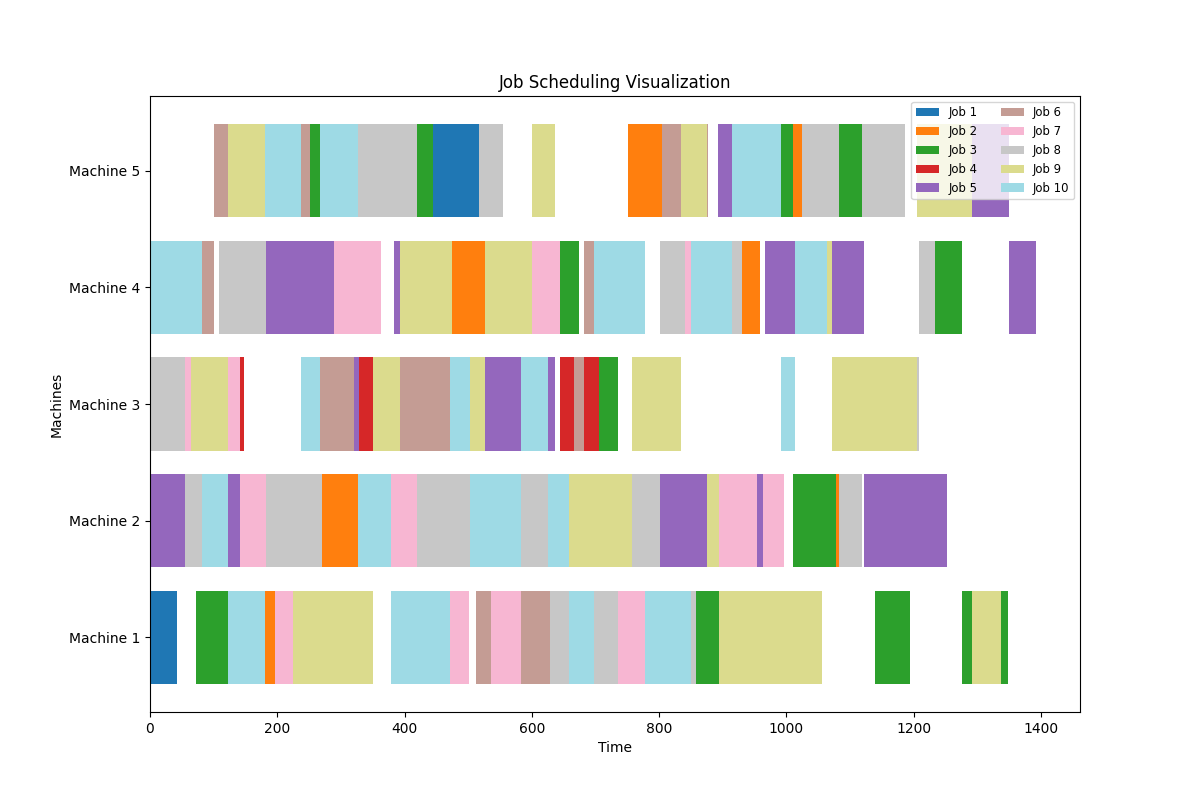 Job Scheduling Visualization
Job 1
Job 2
Job 3
Job 4
Job 5
Job 6
Job 7
Job 8
Job 9
Job 10
Machine 5
Machine 4
Machine 3
Machine 2
Machine 1
Machines
0 200 400 600 800 1000 1200 1400
Time